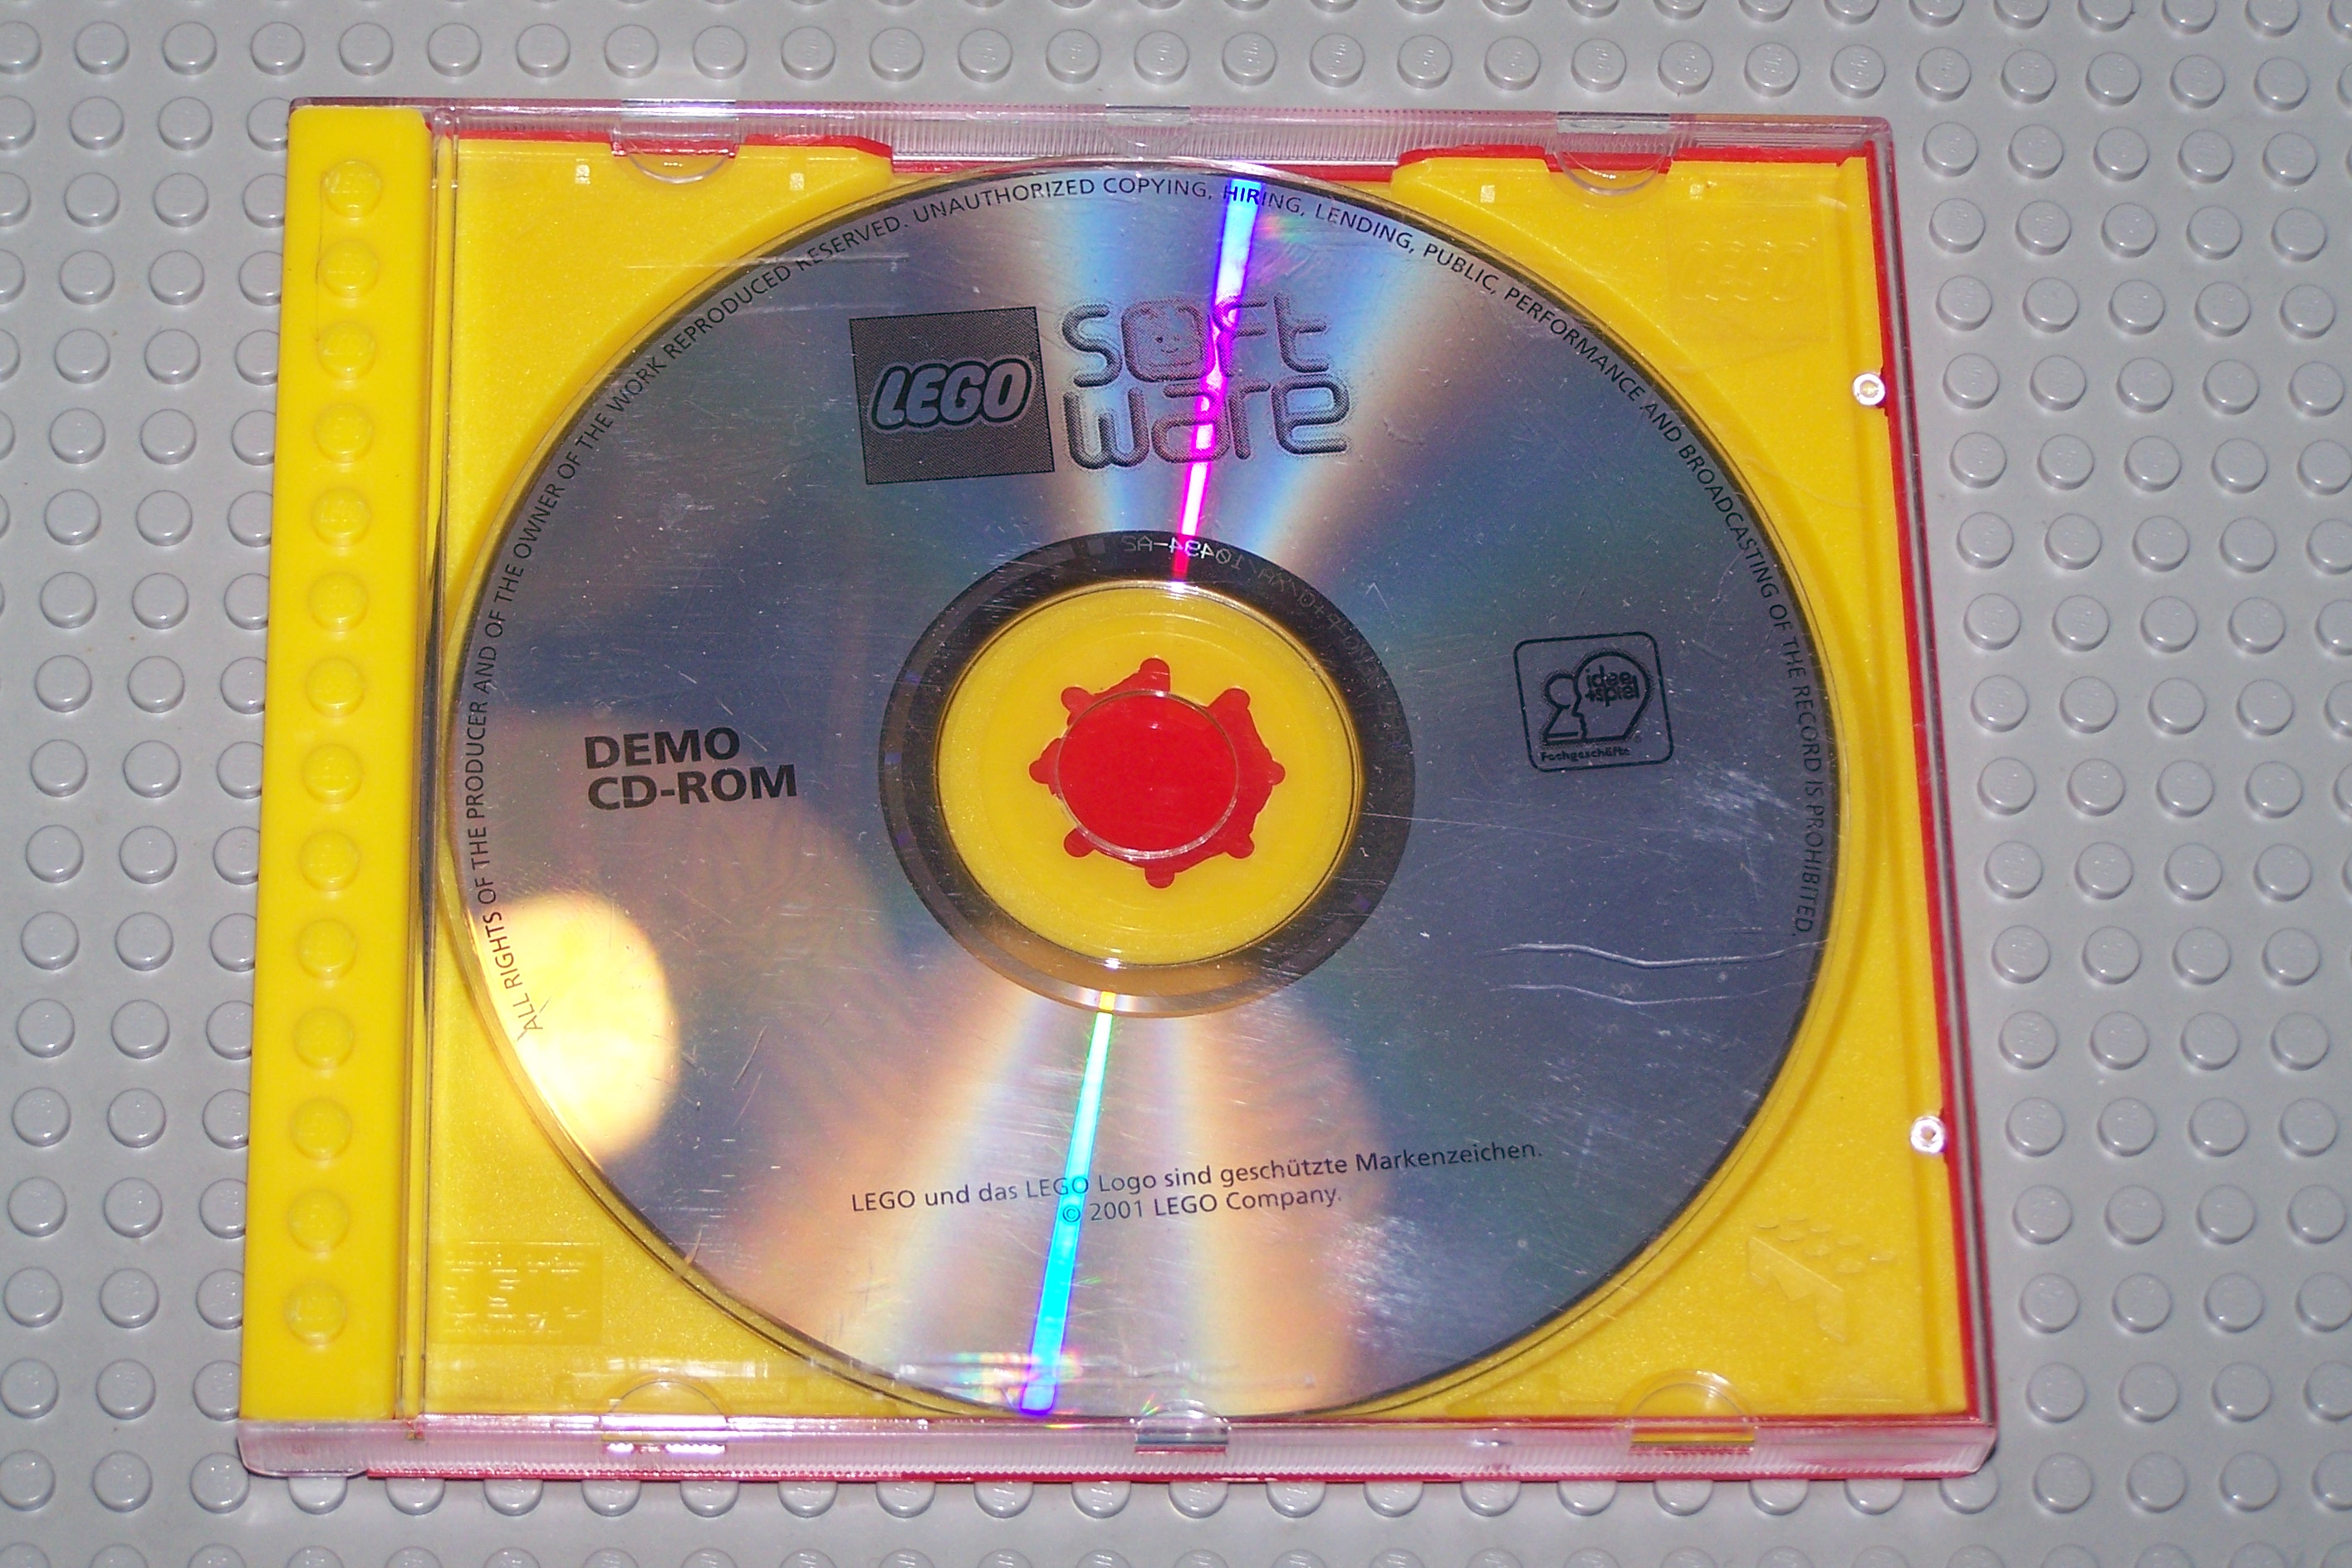 ALL RIGHTS OF THE PRODUCER AND OF THE OWNER OF THE WORK REPRODUCED RESERVED. UNAUTHORIZED COPYING, HIRING, LENDING, PUBLIC, PERFORMANCE AND BROADCASTING OF THE RECORD IS PROHIBITED.
LEGO
soft
ware
LEGO
idee
+spiel
Fachgeschäfte
DEMO
CD-ROM
LEGO und das LEGO Logo sind geschützte Markenzeichen.
© 2001 LEGO Company.